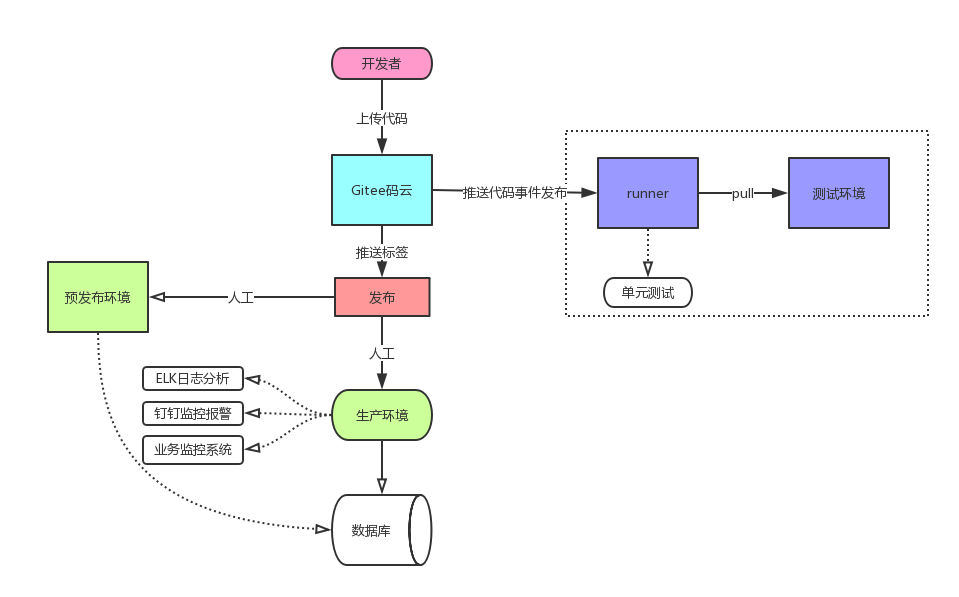 开发者
上传代码
Gitee码云
推送代码事件发布
runner
pull
测试环境
推送标签
单元测试
预发布环境
人工
发布
人工
ELK日志分析
钉钉监控报警
生产环境
业务监控系统
数据库